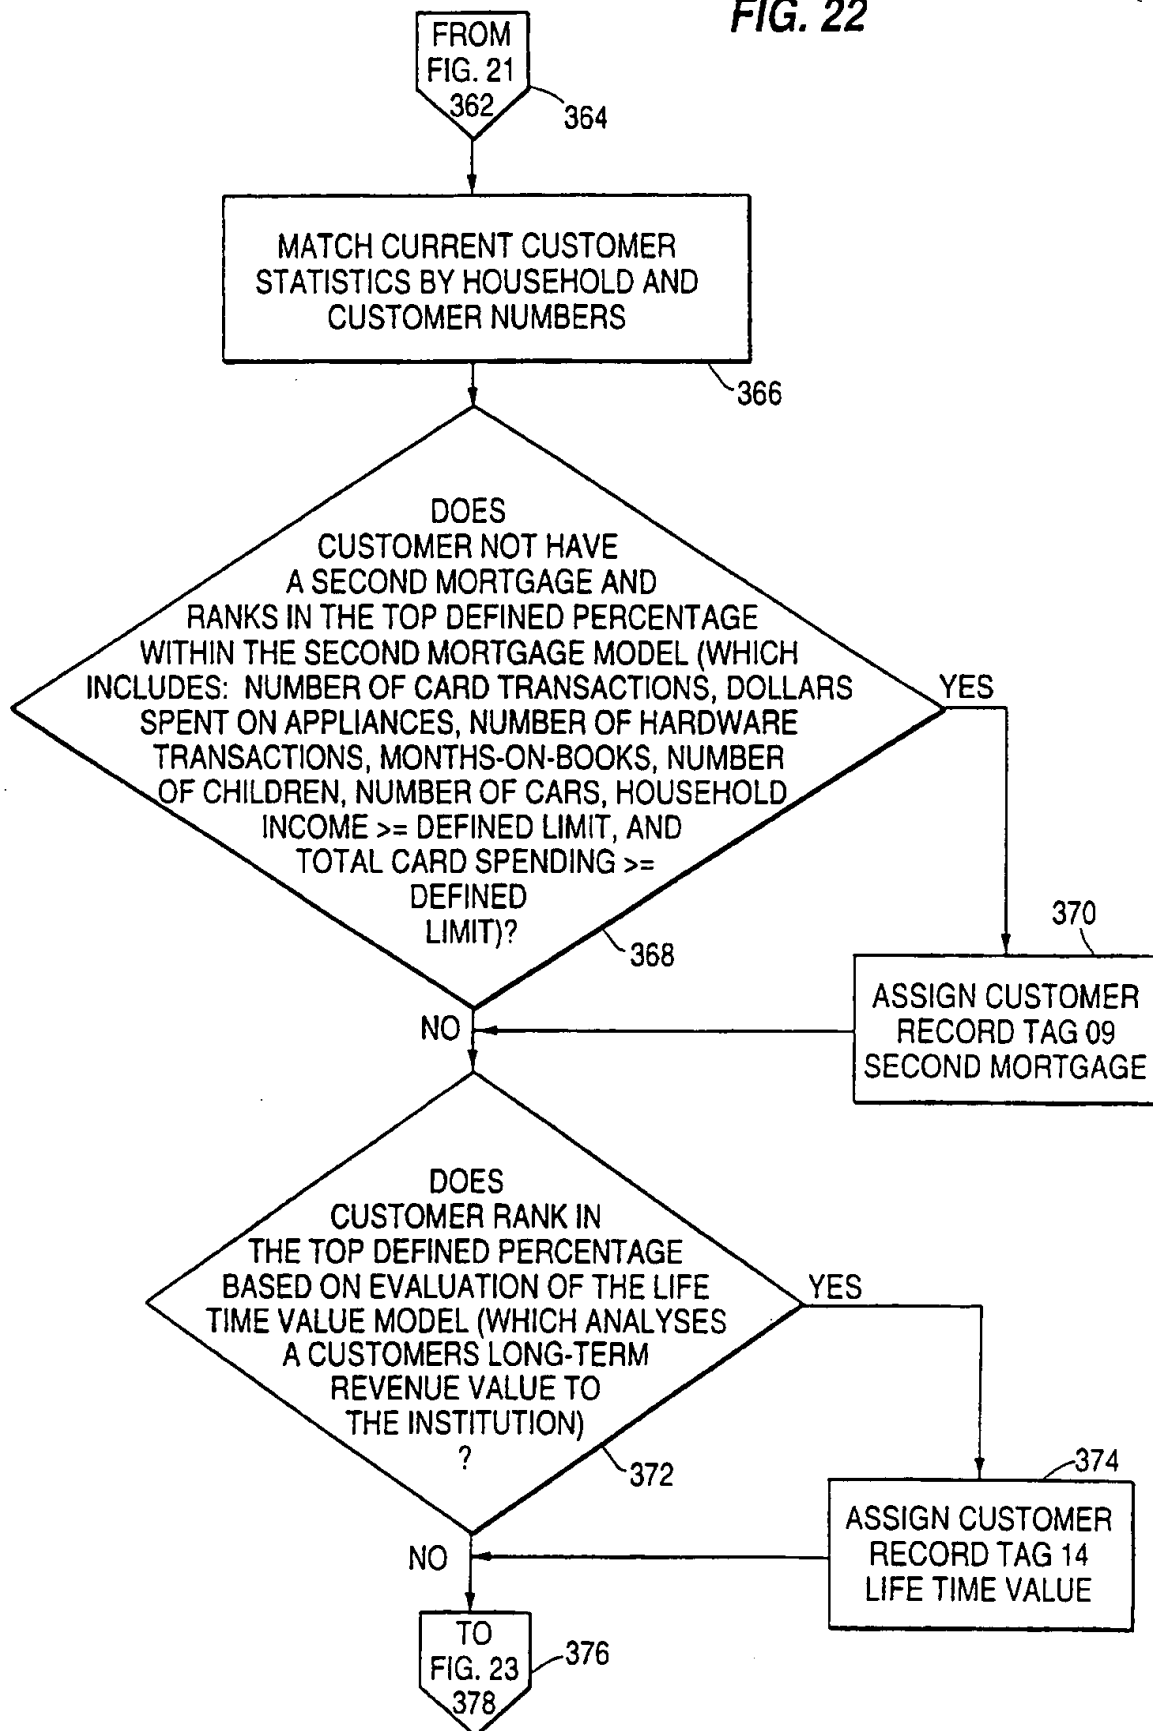 FIG. 22
FROM
FIG. 21
362
364
MATCH CURRENT CUSTOMER
STATISTICS BY HOUSEHOLD AND
CUSTOMER NUMBERS
366
DOES
CUSTOMER NOT HAVE
A SECOND MORTGAGE AND
RANKS IN THE TOP DEFINED PERCENTAGE
WITHIN THE SECOND MORTGAGE MODEL (WHICH
INCLUDES: NUMBER OF CARD TRANSACTIONS, DOLLARS
SPENT ON APPLIANCES, NUMBER OF HARDWARE
TRANSACTIONS, MONTHS-ON-BOOKS, NUMBER
OF CHILDREN, NUMBER OF CARS, HOUSEHOLD
INCOME >= DEFINED LIMIT, AND
TOTAL CARD SPENDING >=
DEFINED
LIMIT)?
368
YES
370
ASSIGN CUSTOMER
RECORD TAG 09
SECOND MORTGAGE
NO
DOES
CUSTOMER RANK IN
THE TOP DEFINED PERCENTAGE
BASED ON EVALUATION OF THE LIFE
TIME VALUE MODEL (WHICH ANALYSES
A CUSTOMERS LONG-TERM
REVENUE VALUE TO
THE INSTITUTION)
?
372
YES
374
ASSIGN CUSTOMER
RECORD TAG 14
LIFE TIME VALUE
NO
TO
FIG. 23
378
376